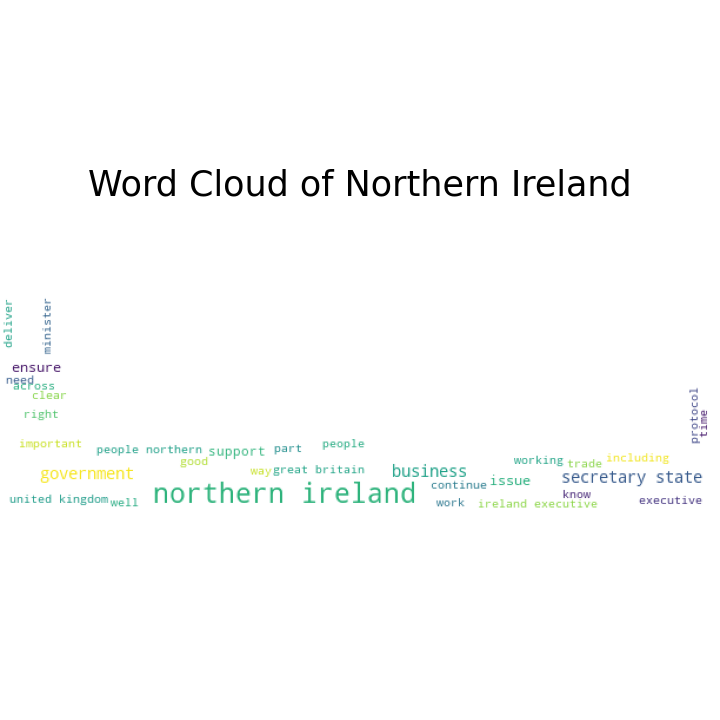 Word Cloud of Northern Ireland
deliver
minister
ensure
need
across
clear
right
protocol
time
important
people northern
support
part
people
good
way
great britain
government
business
working
trade
including
continue
issue
secretary state
northern ireland
know
united kingdom
well
work
ireland executive
executive